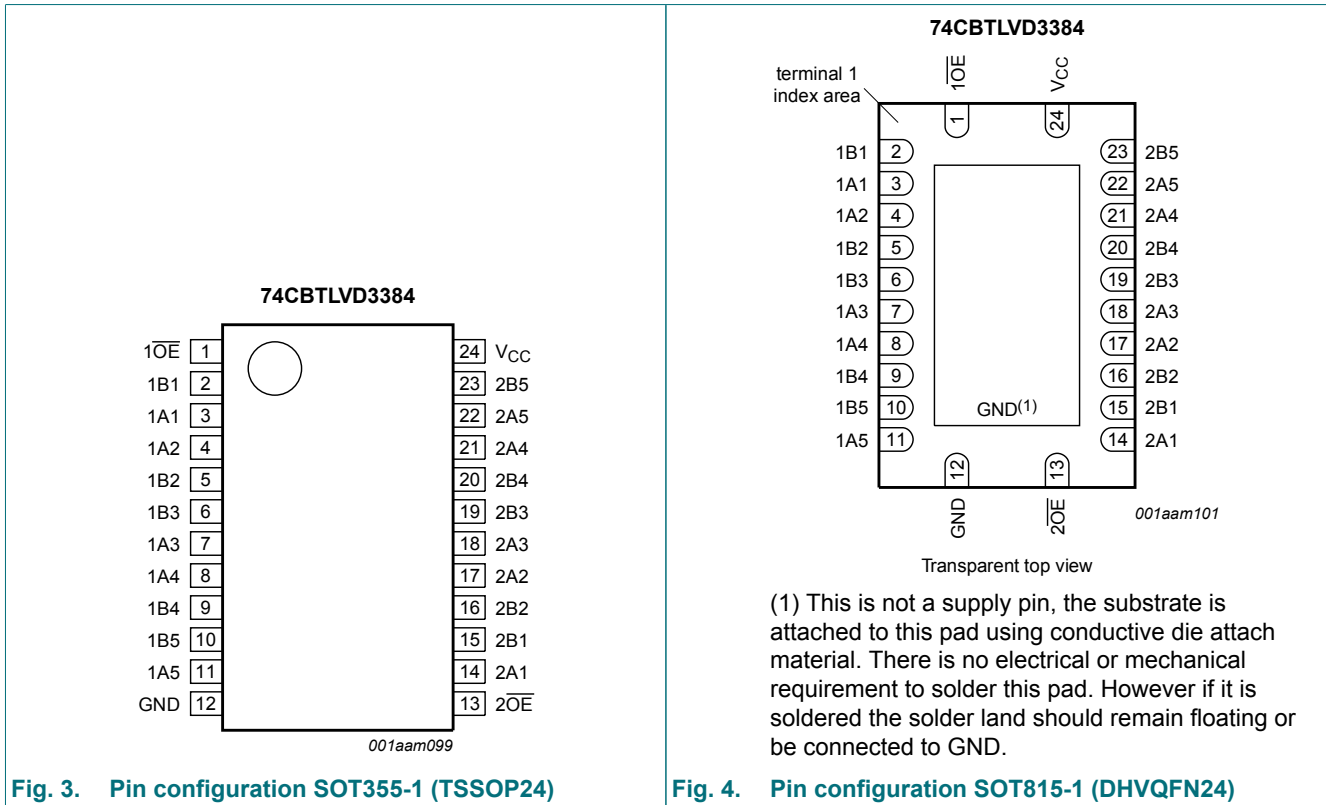 74CBTLVD3384
1OE 1
1B1 2
1A1 3
1A2 4
1B2 5
1B3 6
1A3 7
1A4 8
1B4 9
1B5 10
1A5 11
GND 12
24 VCC
23 2B5
22 2A5
21 2A4
20 2B4
19 2B3
18 2A3
17 2A2
16 2B2
15 2B1
14 2A1
13 2OE
001aam099
Fig. 3. Pin configuration SOT355-1 (TSSOP24)
74CBTLVD3384
terminal 1
index area
1OE
VCC
1
24
1B1 2
1A1 3
1A2 4
1B2 5
1B3 6
1A3 7
1A4 8
1B4 9
1B5 10
1A5 11
23 2B5
22 2A5
21 2A4
20 2B4
19 2B3
18 2A3
17 2A2
16 2B2
15 2B1
14 2A1
GND(1)
12
13
GND
2OE
001aam101
Transparent top view
(1) This is not a supply pin, the substrate is
attached to this pad using conductive die attach
material. There is no electrical or mechanical
requirement to solder this pad. However if it is
soldered the solder land should remain floating or
be connected to GND.
Fig. 4. Pin configuration SOT815-1 (DHVQFN24)